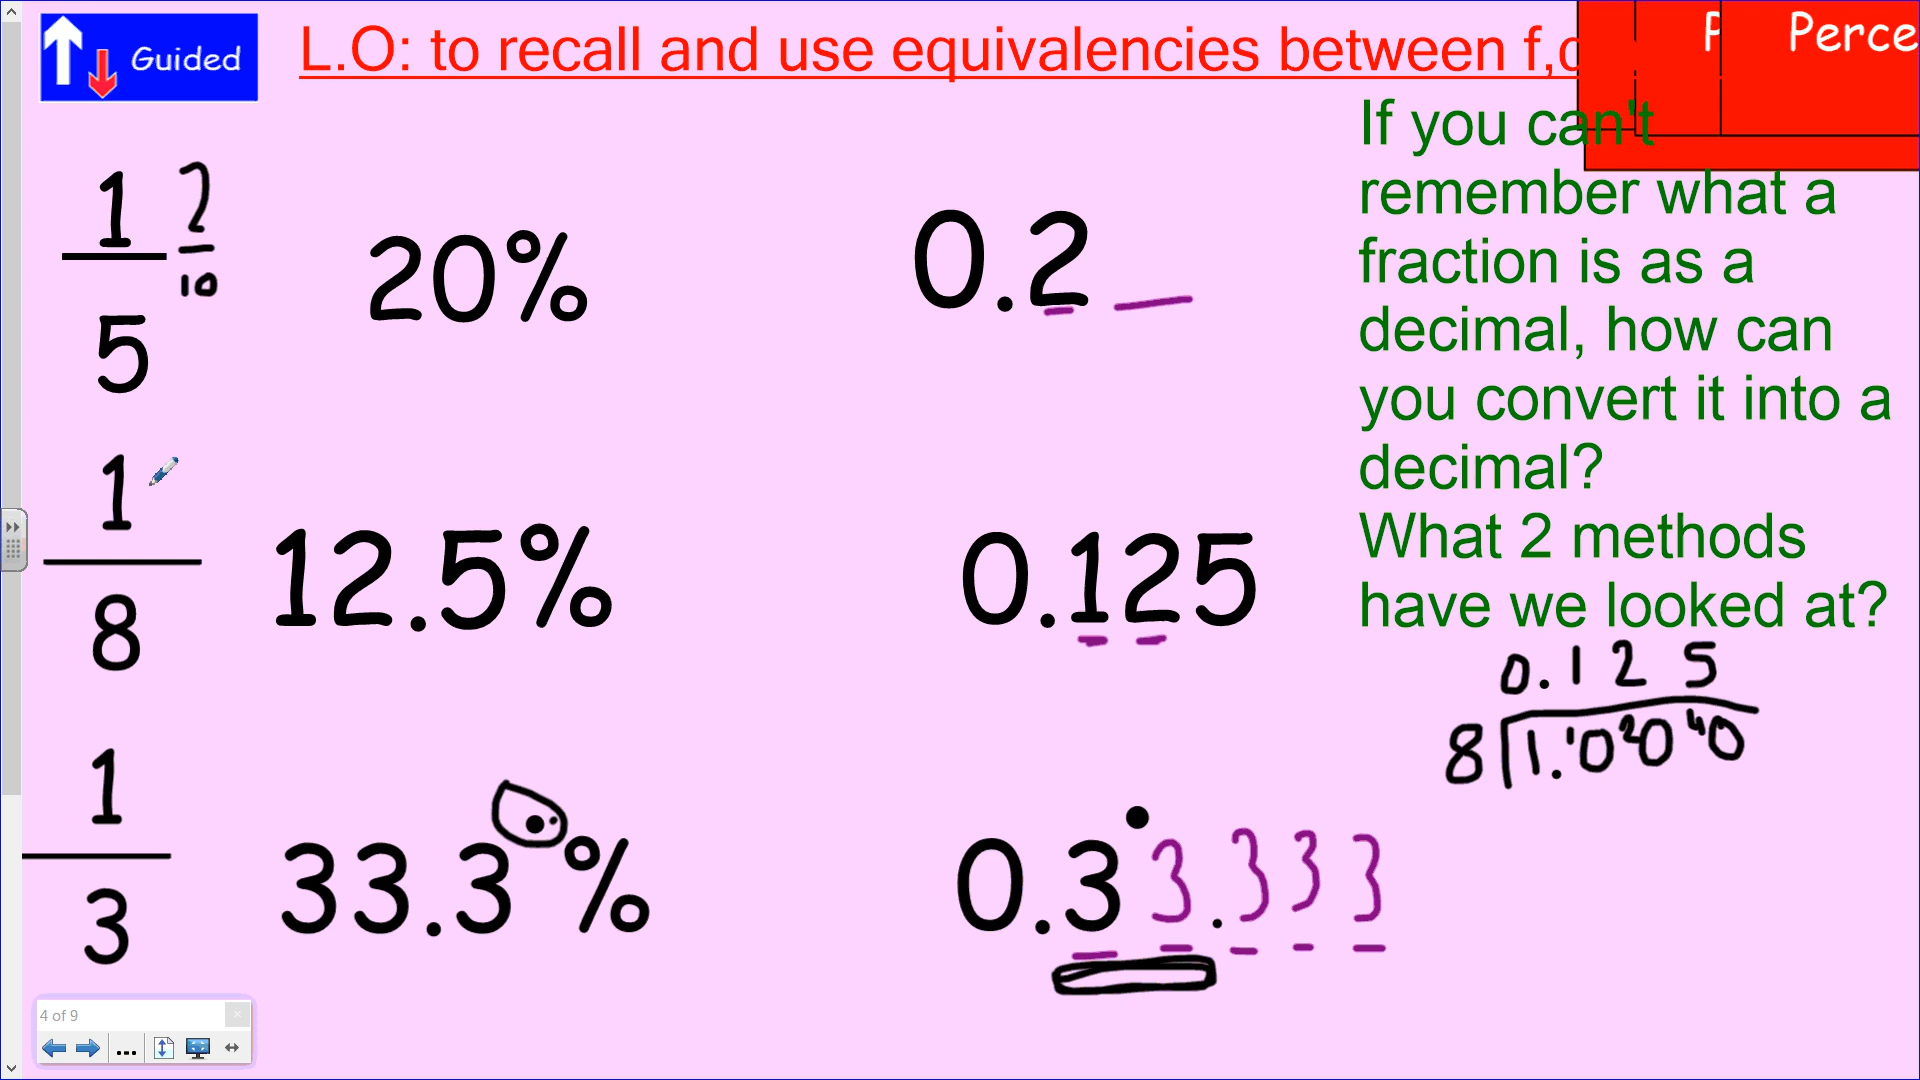 Guided
L.O: to recall and use equivalencies between f,d
P
Perce
If you can't
remember what a
fraction is as a
decimal, how can
you convert it into a
decimal?
What 2 methods
have we looked at?
1/5 2/10 20% 0.2
1/8 12.5% 0.125
0.125
8 1.¹0²0⁴0
1/3 33.3̇% 0.3̇3.333
4 of 9